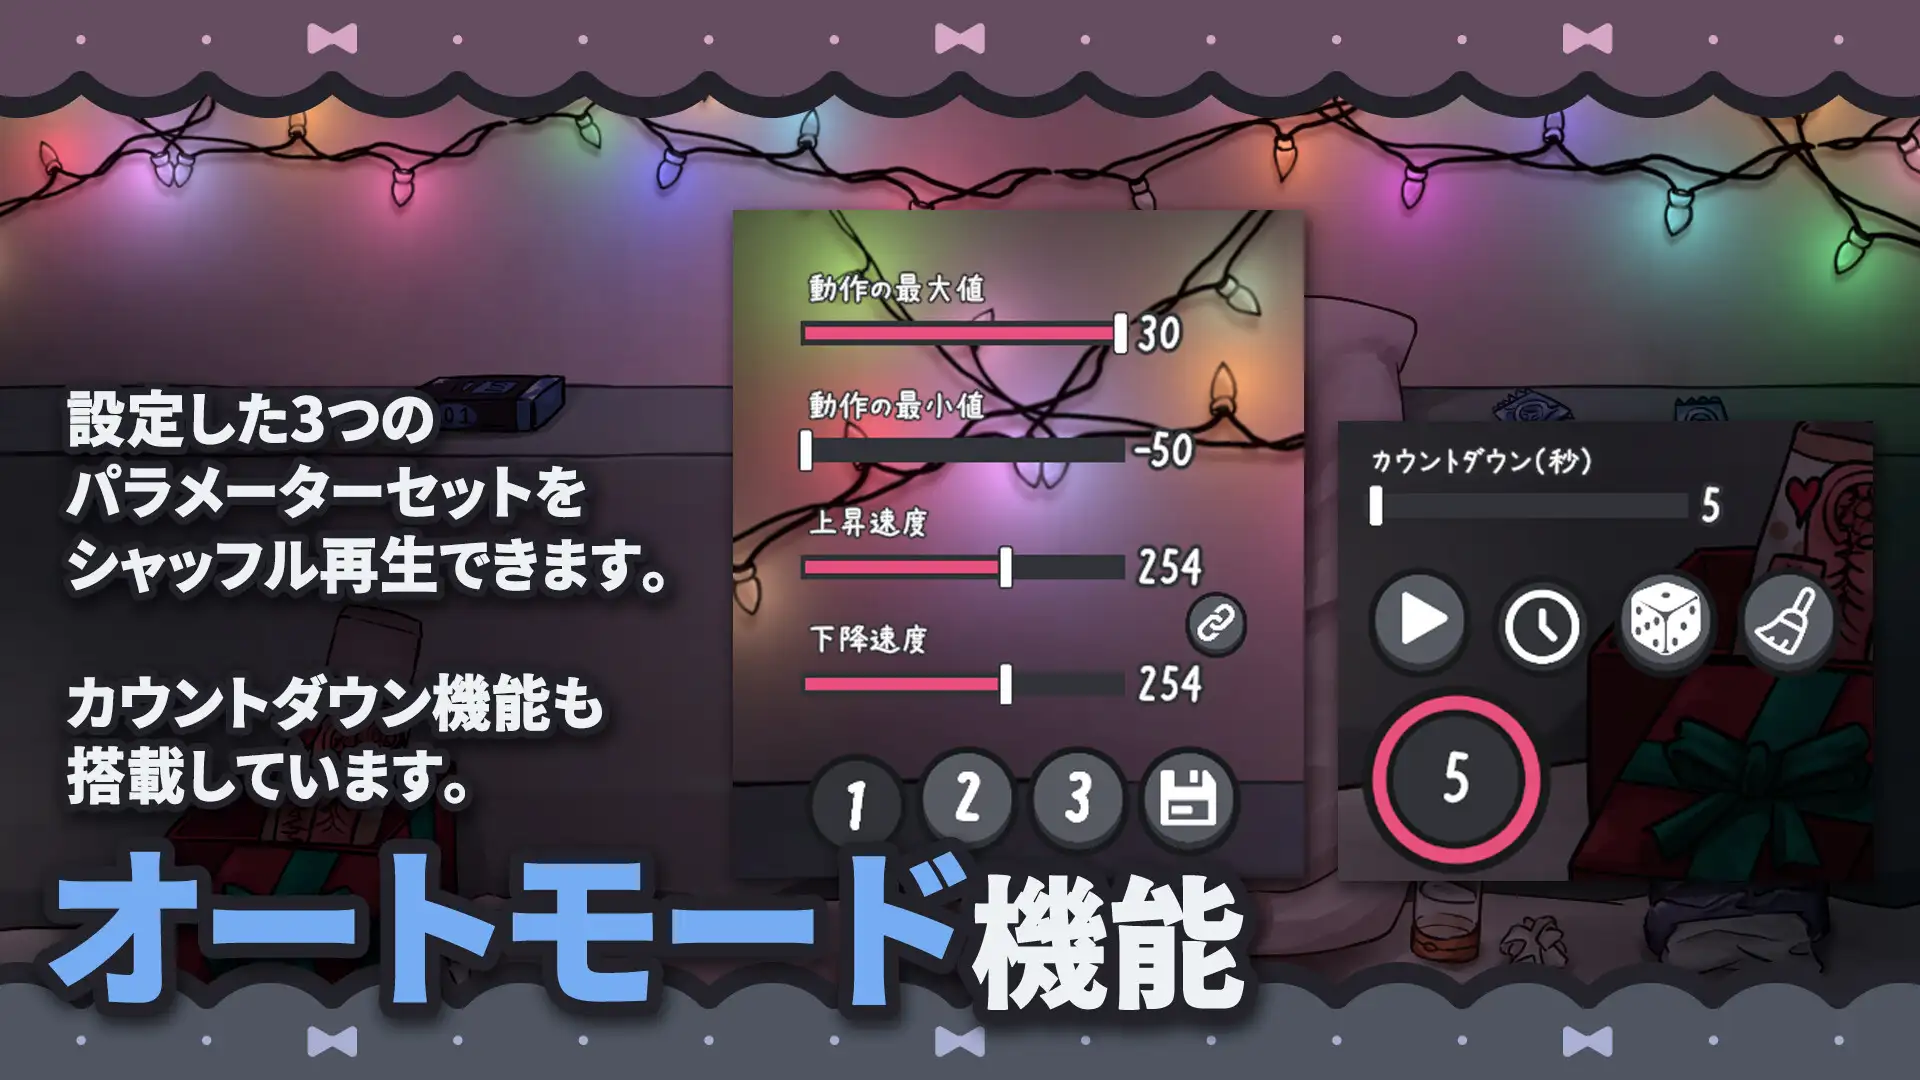 設定した3つの
パラメーターセットを
シャッフル再生できます。
カウントダウン機能も
搭載しています。
オートモード機能
動作の最大値
30
動作の最小値
-50
上昇速度
254
下降速度
254
1 2 3
カウントダウン(秒)
5
5
01